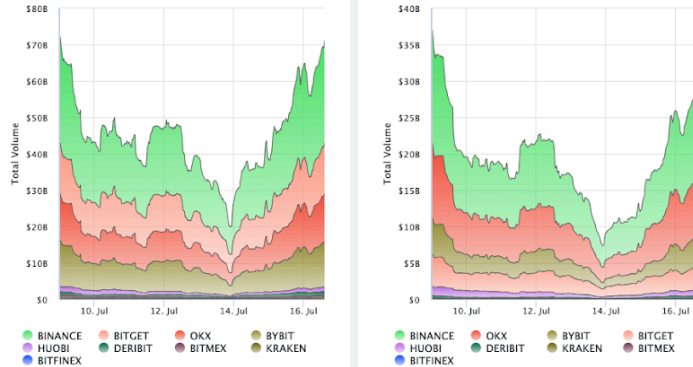 $80B
$70B
$60B
$50B
$40B
$30B
$20B
$10B
$0
Total Volume
10. Jul
12. Jul
14. Jul
16. Jul
BINANCE BITGET OKX BYBIT
HUOBI DERIBIT BITMEX KRAKEN
BITFINEX
$40B
$35B
$30B
$25B
$20B
$15B
$10B
$5B
$0
Total Volume
10. Jul
12. Jul
14. Jul
16. Jul
BINANCE OKX BYBIT BITGET
HUOBI DERIBIT KRAKEN BITMEX
BITFINEX